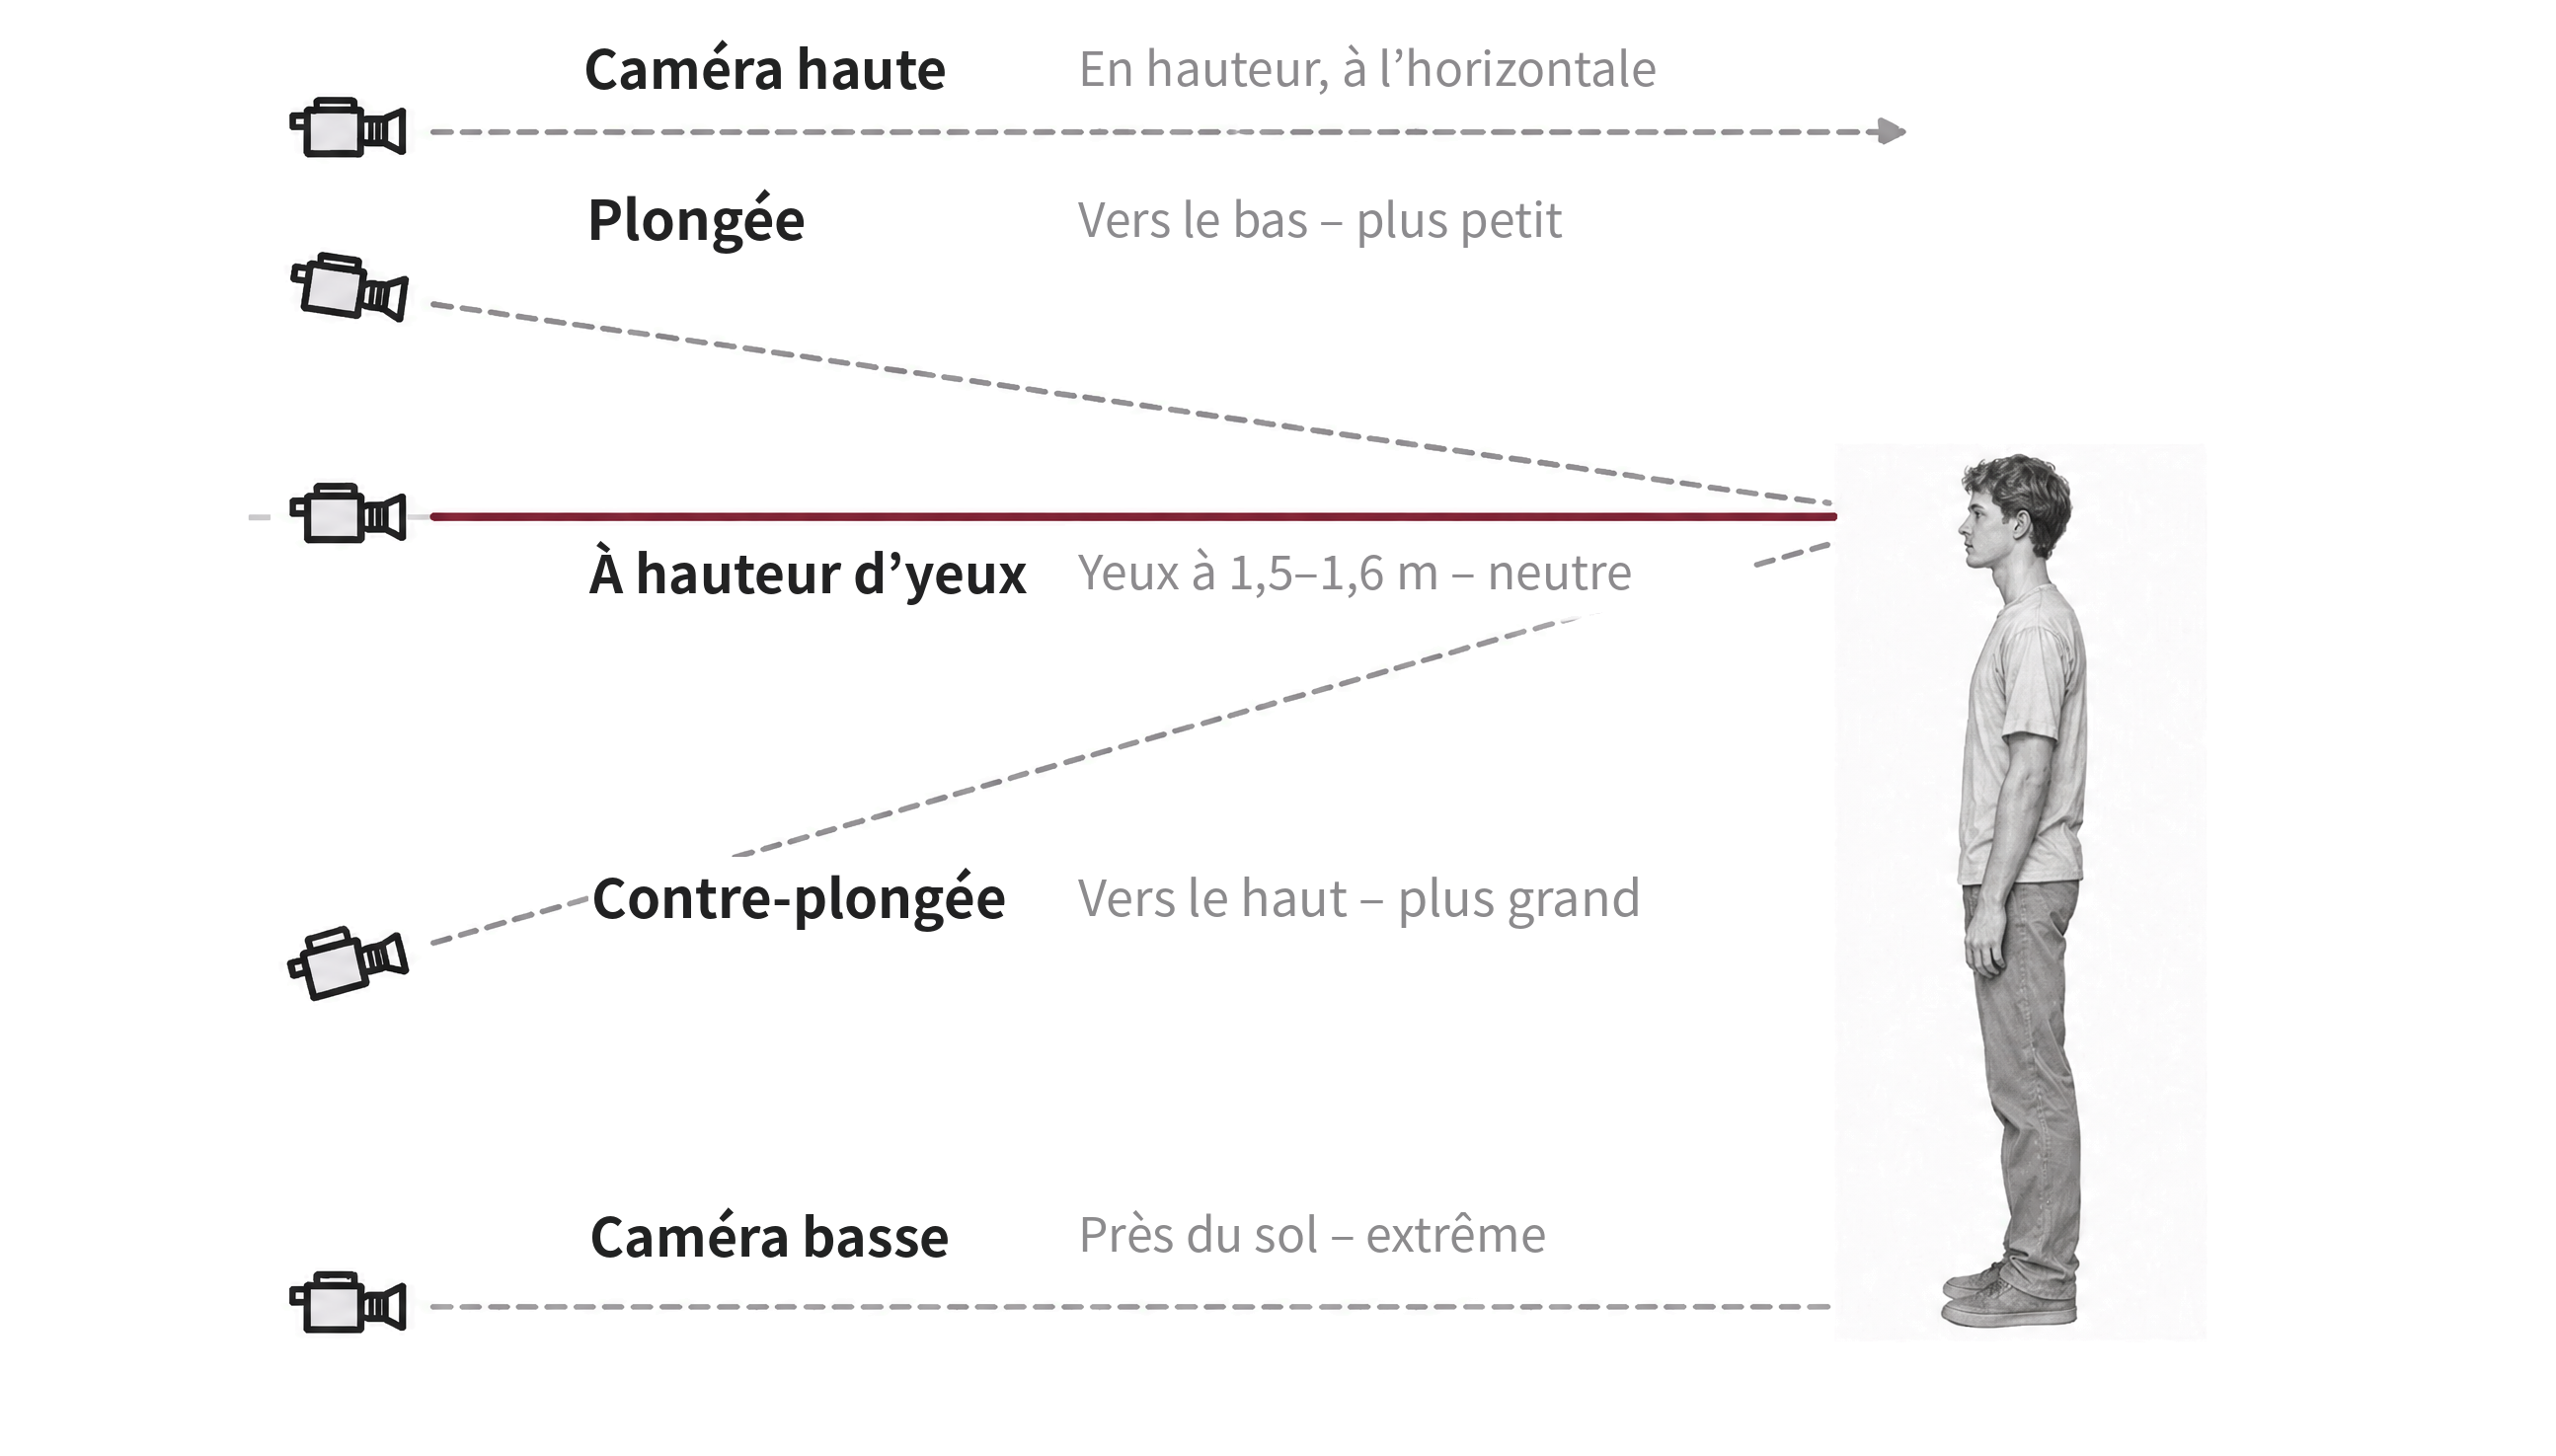 Caméra haute En hauteur, à l’horizontale
Plongée Vers le bas – plus petit
À hauteur d’yeux Yeux à 1,5–1,6 m – neutre
Contre-plongée Vers le haut – plus grand
Caméra basse Près du sol – extrême